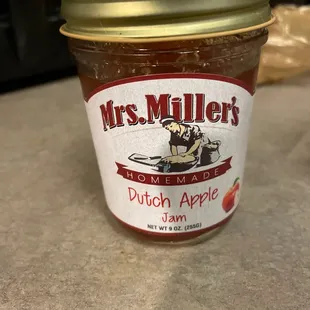 Mrs. Miller's
HOMEMADE
Dutch Apple
Jam
NET WT 9 OZ. (255G)